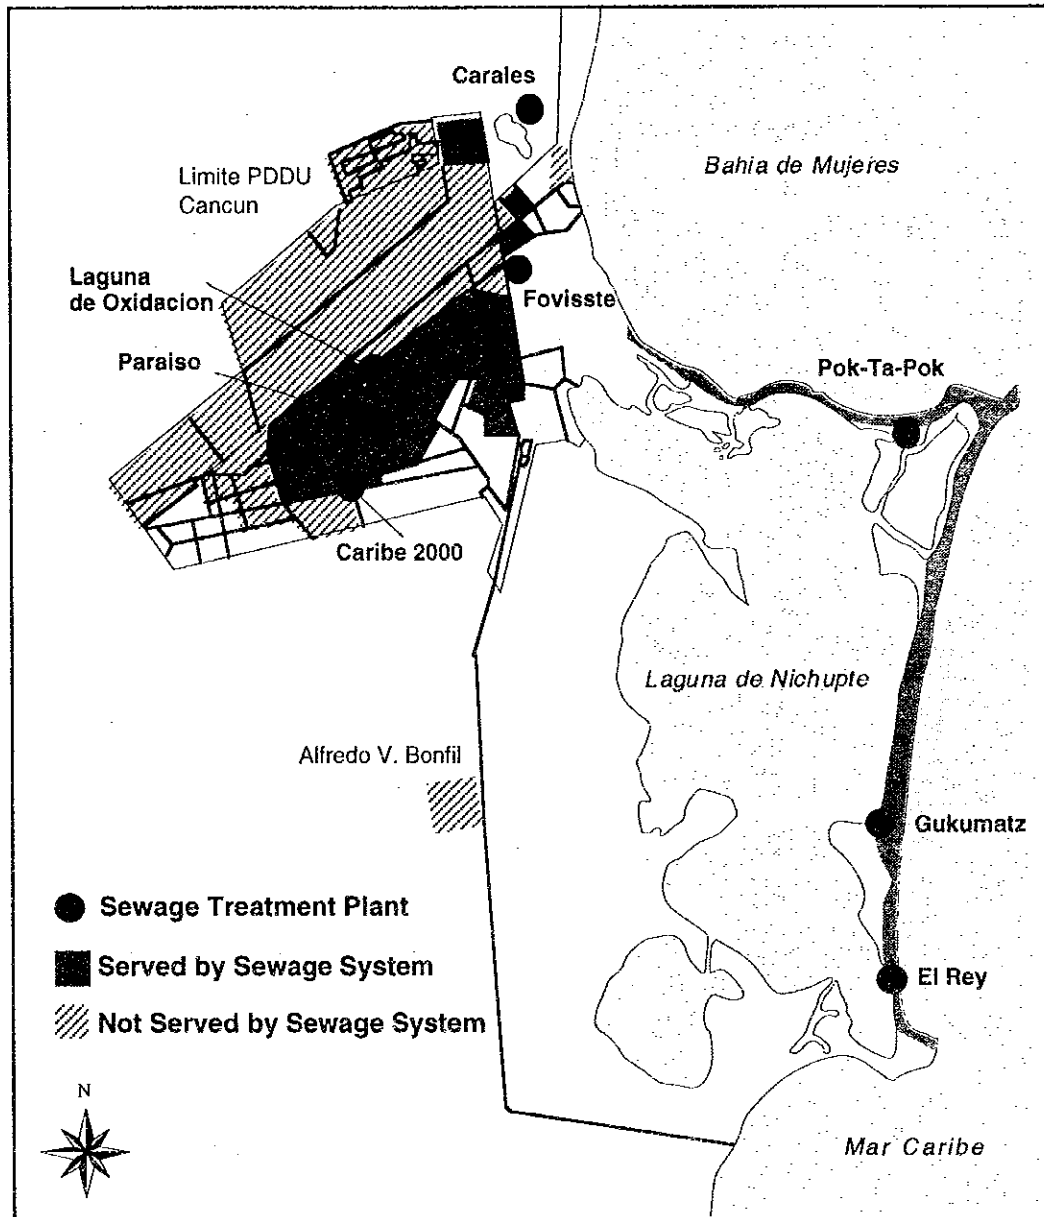 Carales
Bahia de Mujeres
Limite PDDU
Cancun
Laguna
de Oxidacion
Fovisste
Paraiso
Pok-Ta-Pok
Caribe 2000
Laguna de Nichupte
Alfredo V. Bonfil
Gukumatz
Sewage Treatment Plant
Served by Sewage System
El Rey
Not Served by Sewage System
N
Mar Caribe